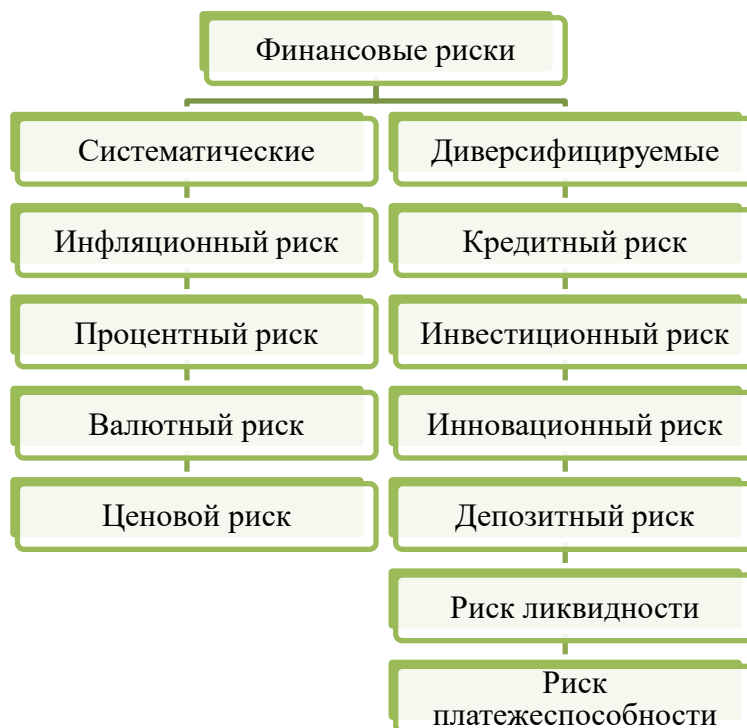 Финансовые риски
Систематические
Диверсифицируемые
Инфляционный риск
Кредитный риск
Процентный риск
Инвестиционный риск
Валютный риск
Инновационный риск
Ценовой риск
Депозитный риск
Риск ликвидности
Риск
платежеспособности